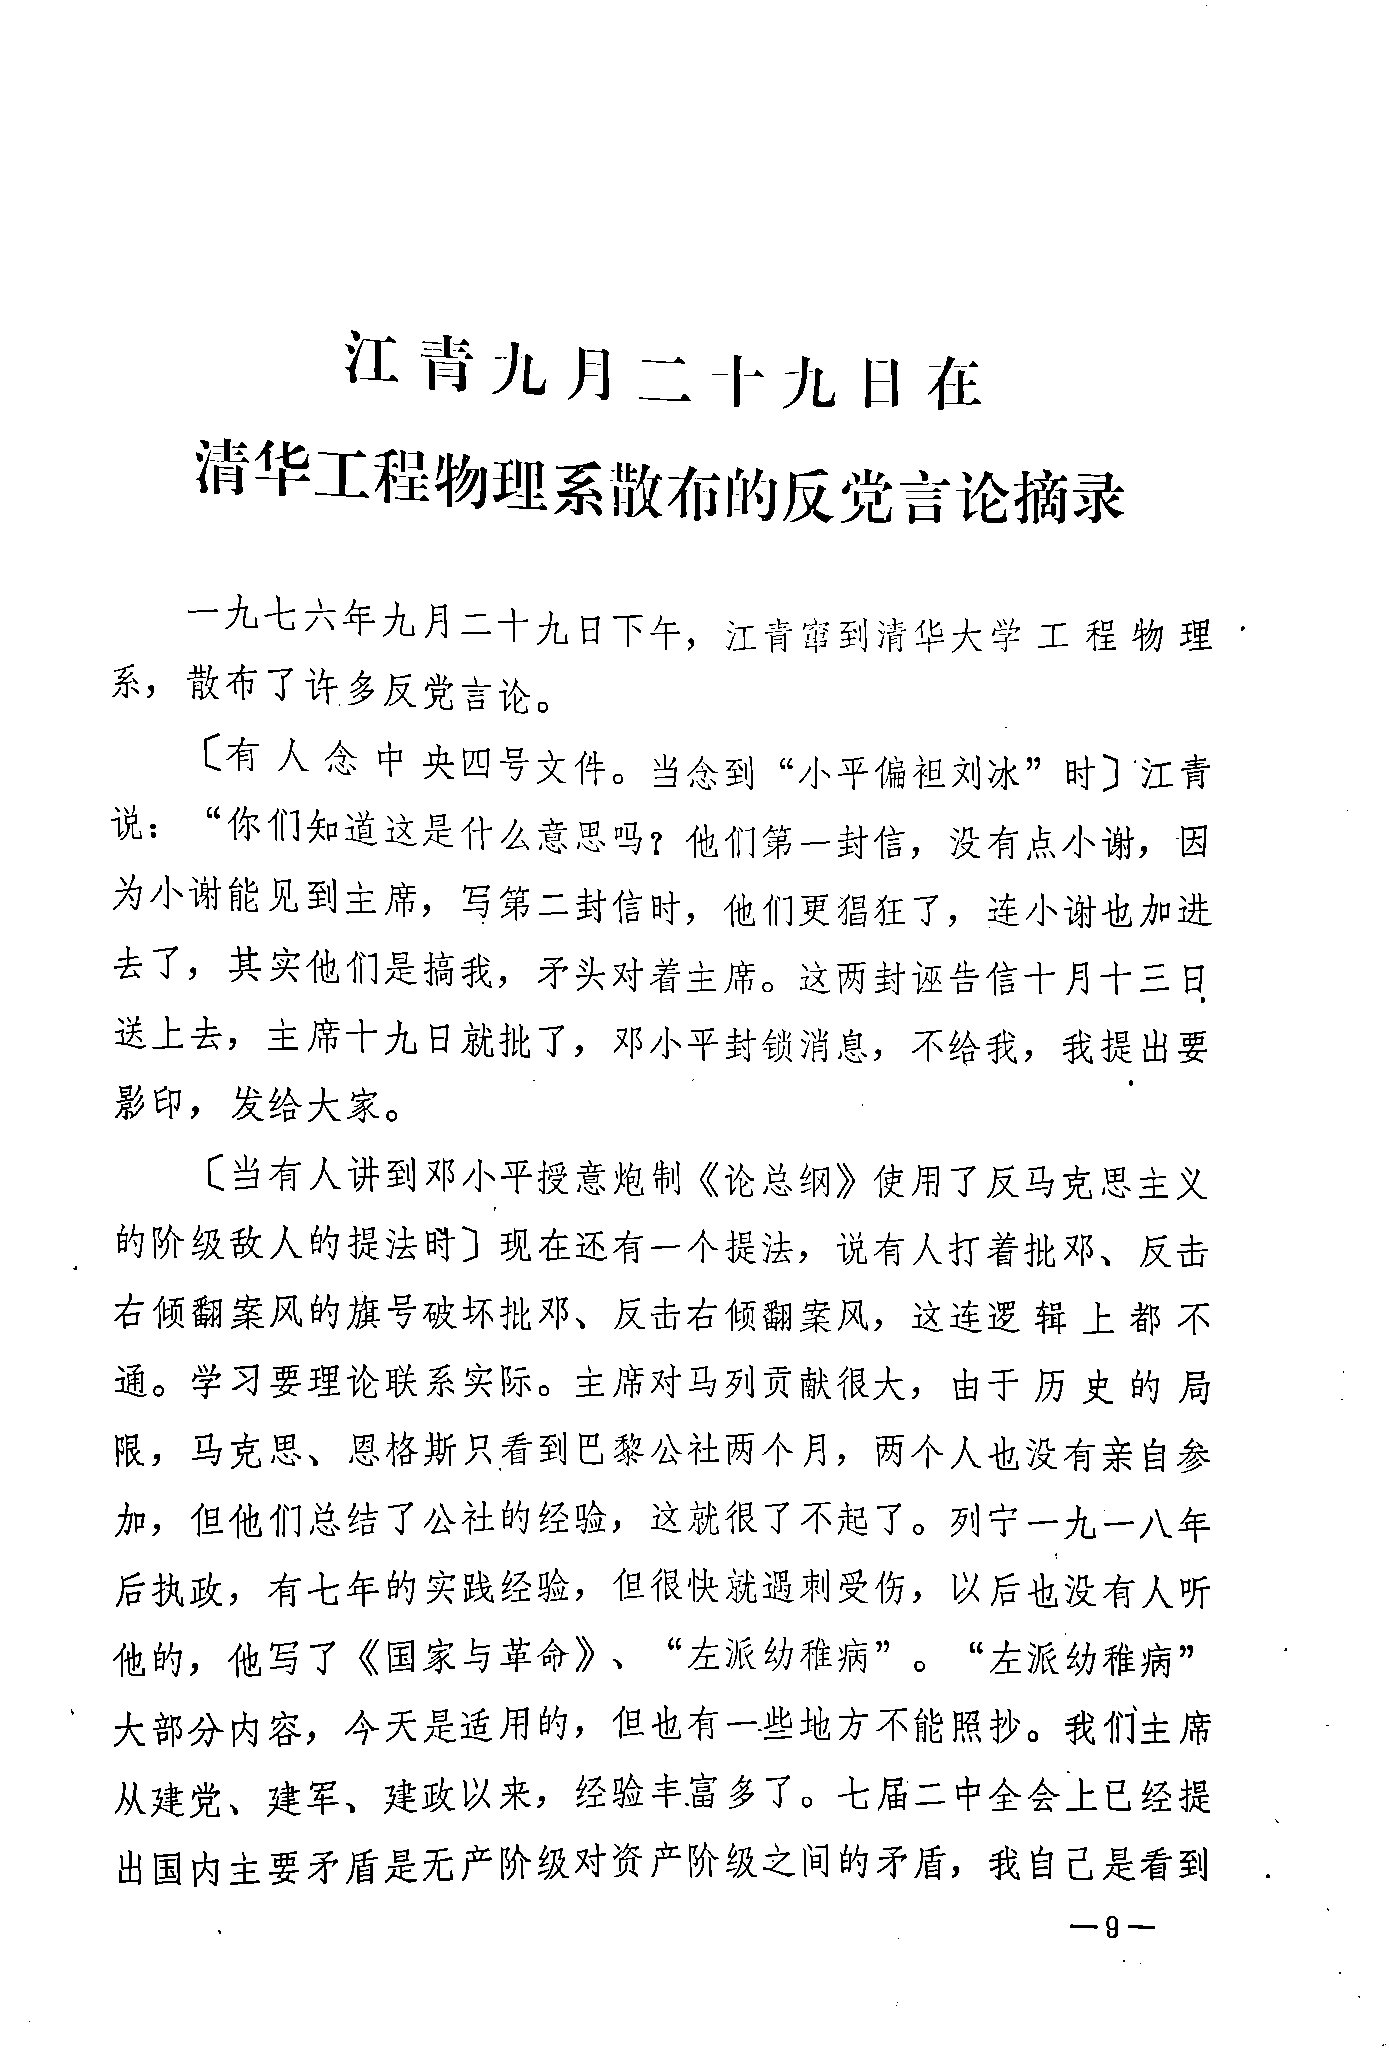 江青九月二十九日在
清华工程物理系散布的反党言论摘录
一九七六年九月二十九日下午，江青窜到清华大学工程物理
系，散布了许多反党言论。
〔有人念中央四号文件。当念到“小平偏袒刘冰”时〕江青
说：“你们知道这是什么意思吗？他们第一封信，没有点小谢，因
为小谢能见到主席，写第二封信时，他们更猖狂了，连小谢也加进
去了，其实他们是搞我，矛头对着主席。这两封诬告信十月十三日
送上去，主席十九日就批了，邓小平封锁消息，不给我，我提出要
影印，发给大家。
〔当有人讲到邓小平授意炮制《论总纲》使用了反马克思主义
的阶级敌人的提法时〕现在还有一个提法，说有人打着批邓、反击
右倾翻案风的旗号破坏批邓、反击右倾翻案风，这连逻辑上都不
通。学习要理论联系实际。主席对马列贡献很大，由于历史的局
限，马克思、恩格斯只看到巴黎公社两个月，两个人也没有亲自参
加，但他们总结了公社的经验，这就很了不起了。列宁一九一八年
后执政，有七年的实践经验，但很快就遇刺受伤，以后也没有人听
他的，他写了《国家与革命》、“左派幼稚病”。“左派幼稚病”
大部分内容，今天是适用的，但也有一些地方不能照抄。我们主席
从建党、建军、建政以来，经验丰富多了。七届二中全会上已经提
出国内主要矛盾是无产阶级对资产阶级之间的矛盾，我自己是看到
—9—